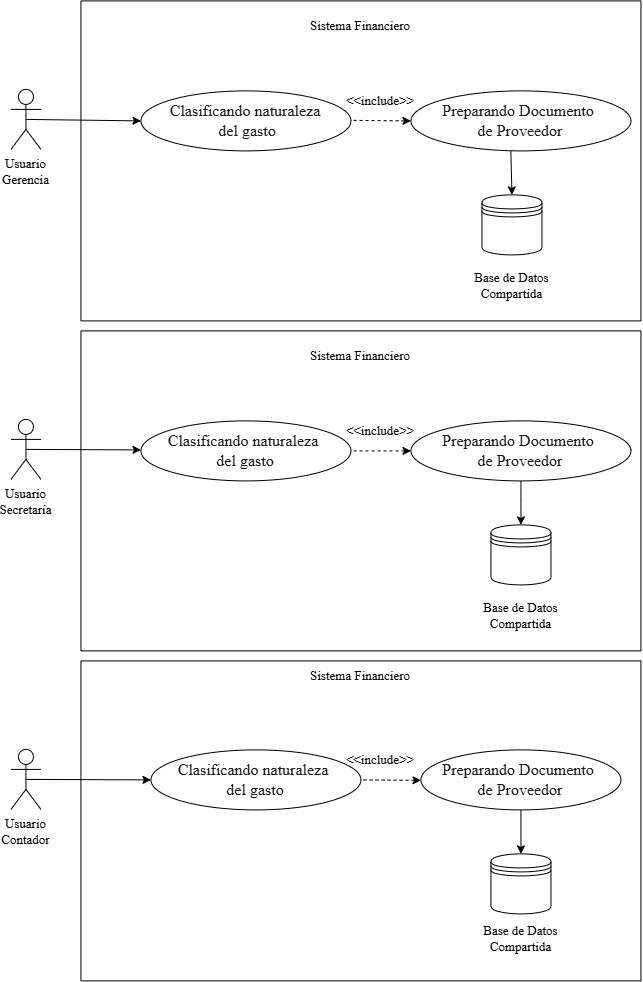 Sistema Financiero
Clasificando naturaleza
del gasto
<<include>>
Preparando Documento
de Proveedor
Usuario
Gerencia
Base de Datos
Compartida
Sistema Financiero
Clasificando naturaleza
del gasto
<<include>>
Preparando Documento
de Proveedor
Usuario
Secretaría
Base de Datos
Compartida
Sistema Financiero
Clasificando naturaleza
del gasto
<<include>>
Preparando Documento
de Proveedor
Usuario
Contador
Base de Datos
Compartida